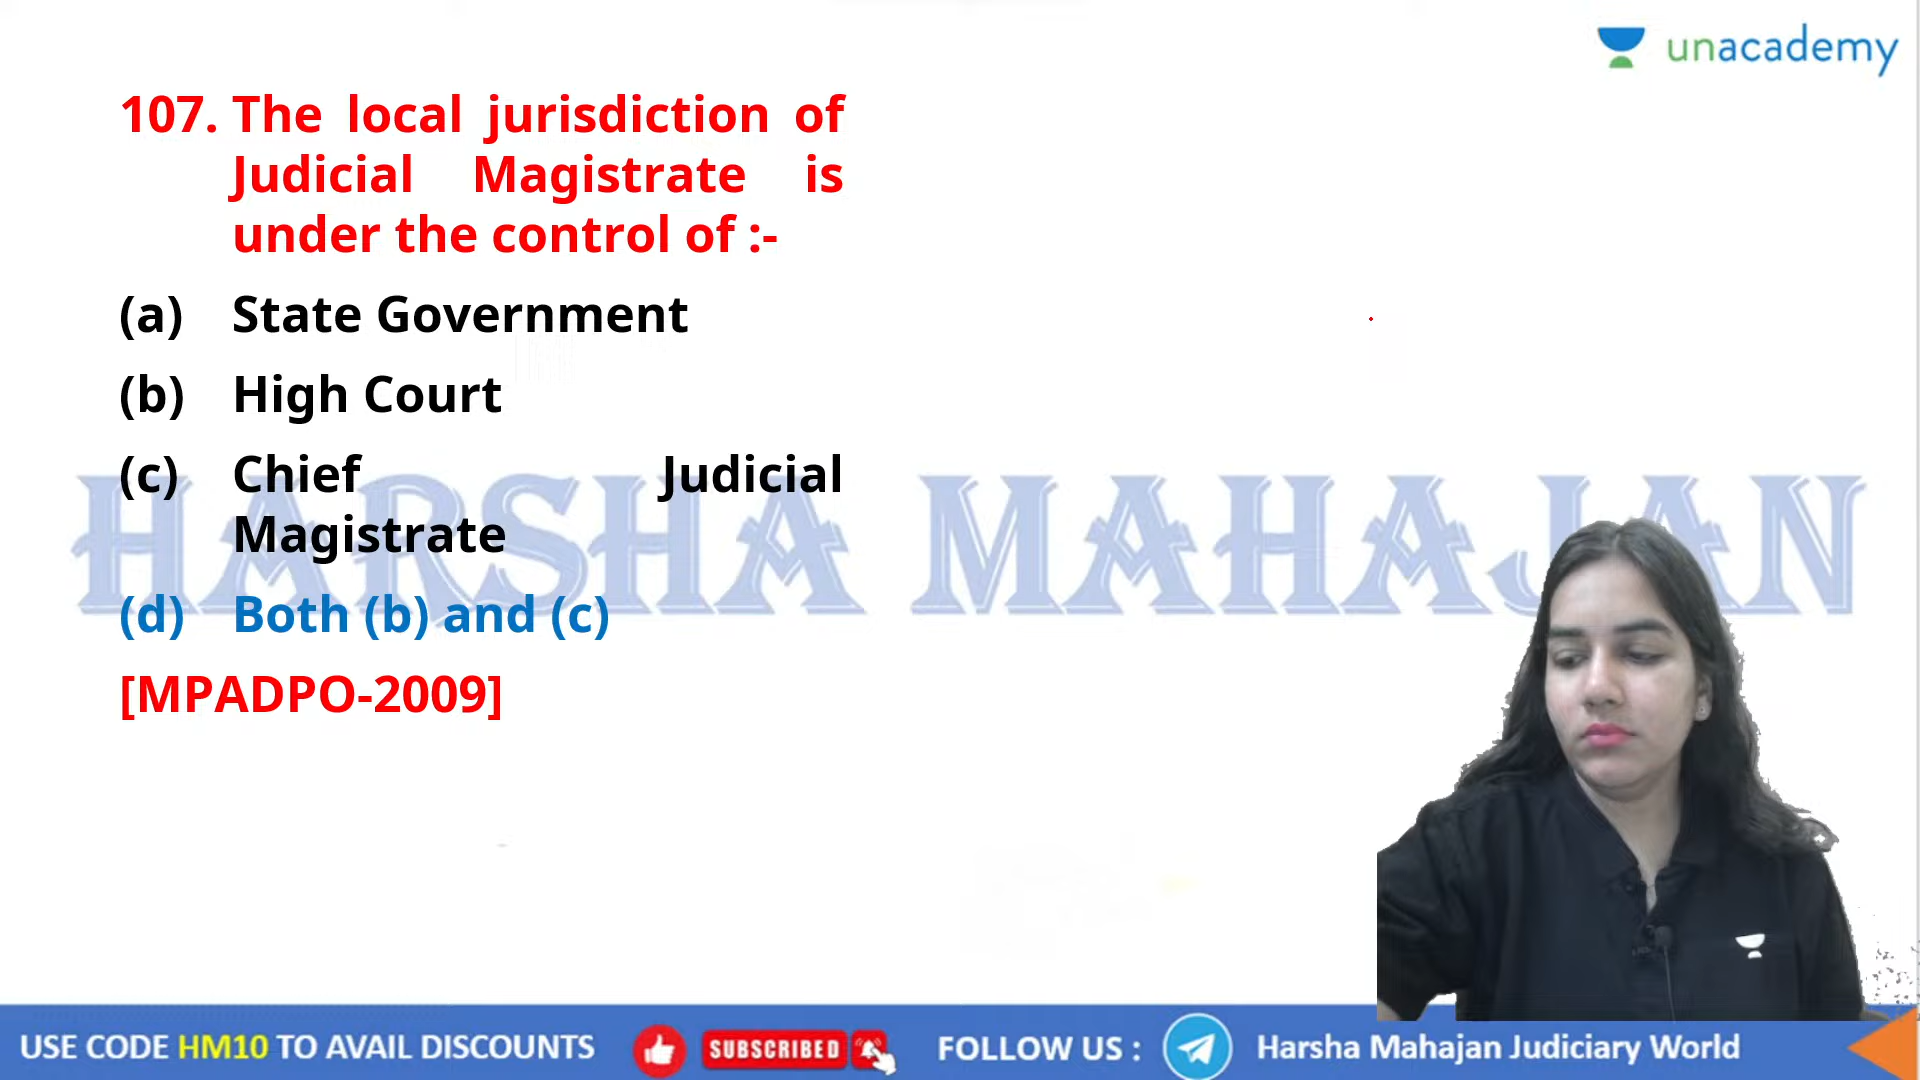 unacademy
107. The local jurisdiction of
Judicial Magistrate is
under the control of :-
(a) State Government
(b) High Court
(c) Chief Judicial
Magistrate
(d) Both (b) and (c)
[MPADPO-2009]
HARSHA MAHAJAN
USE CODE HM10 TO AVAIL DISCOUNTS
SUBSCRIBED
FOLLOW US :
Harsha Mahajan Judiciary World